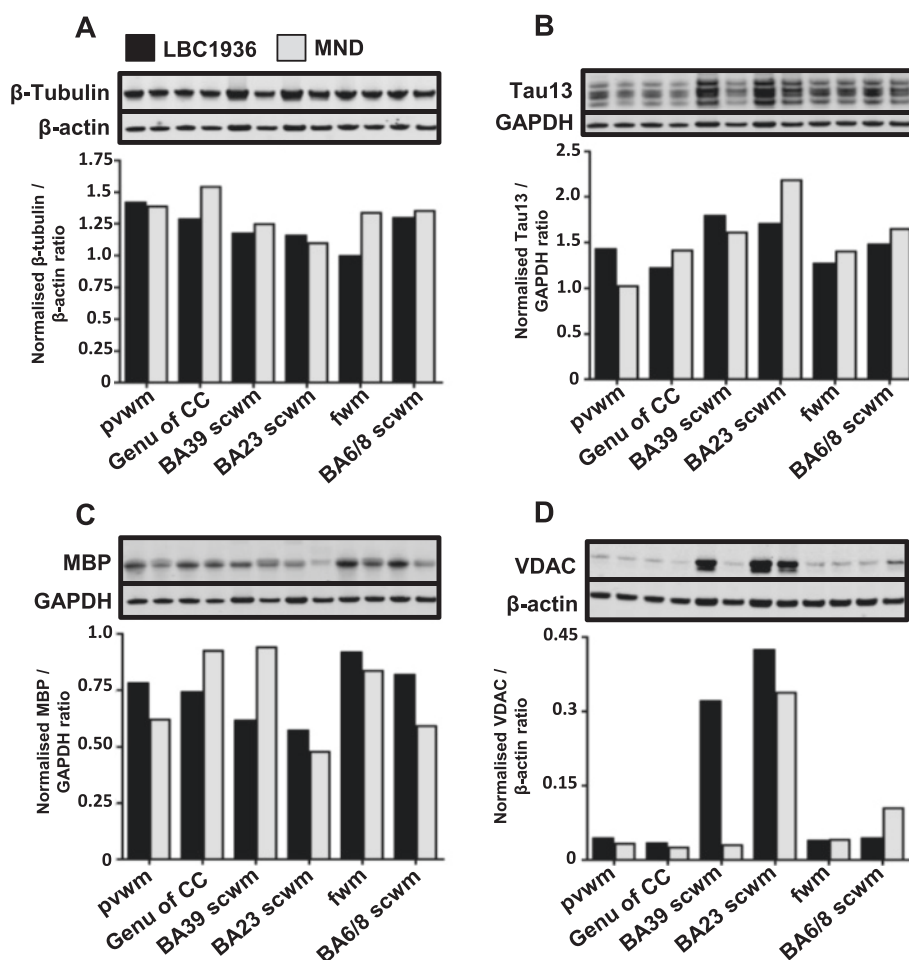 A
LBC1936
MND
β-Tubulin
β-actin
Normalised β-tubulin /
β-actin ratio
1.75
1.5
1.25
1.0
0.75
0.5
0.25
0
pvwm
Genu of CC
BA39 scwm
BA23 scwm
fwm
BA6/8 scwm
B
Tau13
GAPDH
Normalised Tau13 /
GAPDH ratio
2.5
2.0
1.5
1.0
0.5
0
pvwm
Genu of CC
BA39 scwm
BA23 scwm
fwm
BA6/8 scwm
C
MBP
GAPDH
Normalised MBP /
GAPDH ratio
1.0
0.75
0.50
0.25
0
pvwm
Genu of CC
BA39 scwm
BA23 scwm
fwm
BA6/8 scwm
D
VDAC
β-actin
Normalised VDAC /
β-actin ratio
0.45
0.3
0.15
0
pvwm
Genu of CC
BA39 scwm
BA23 scwm
fwm
BA6/8 scwm